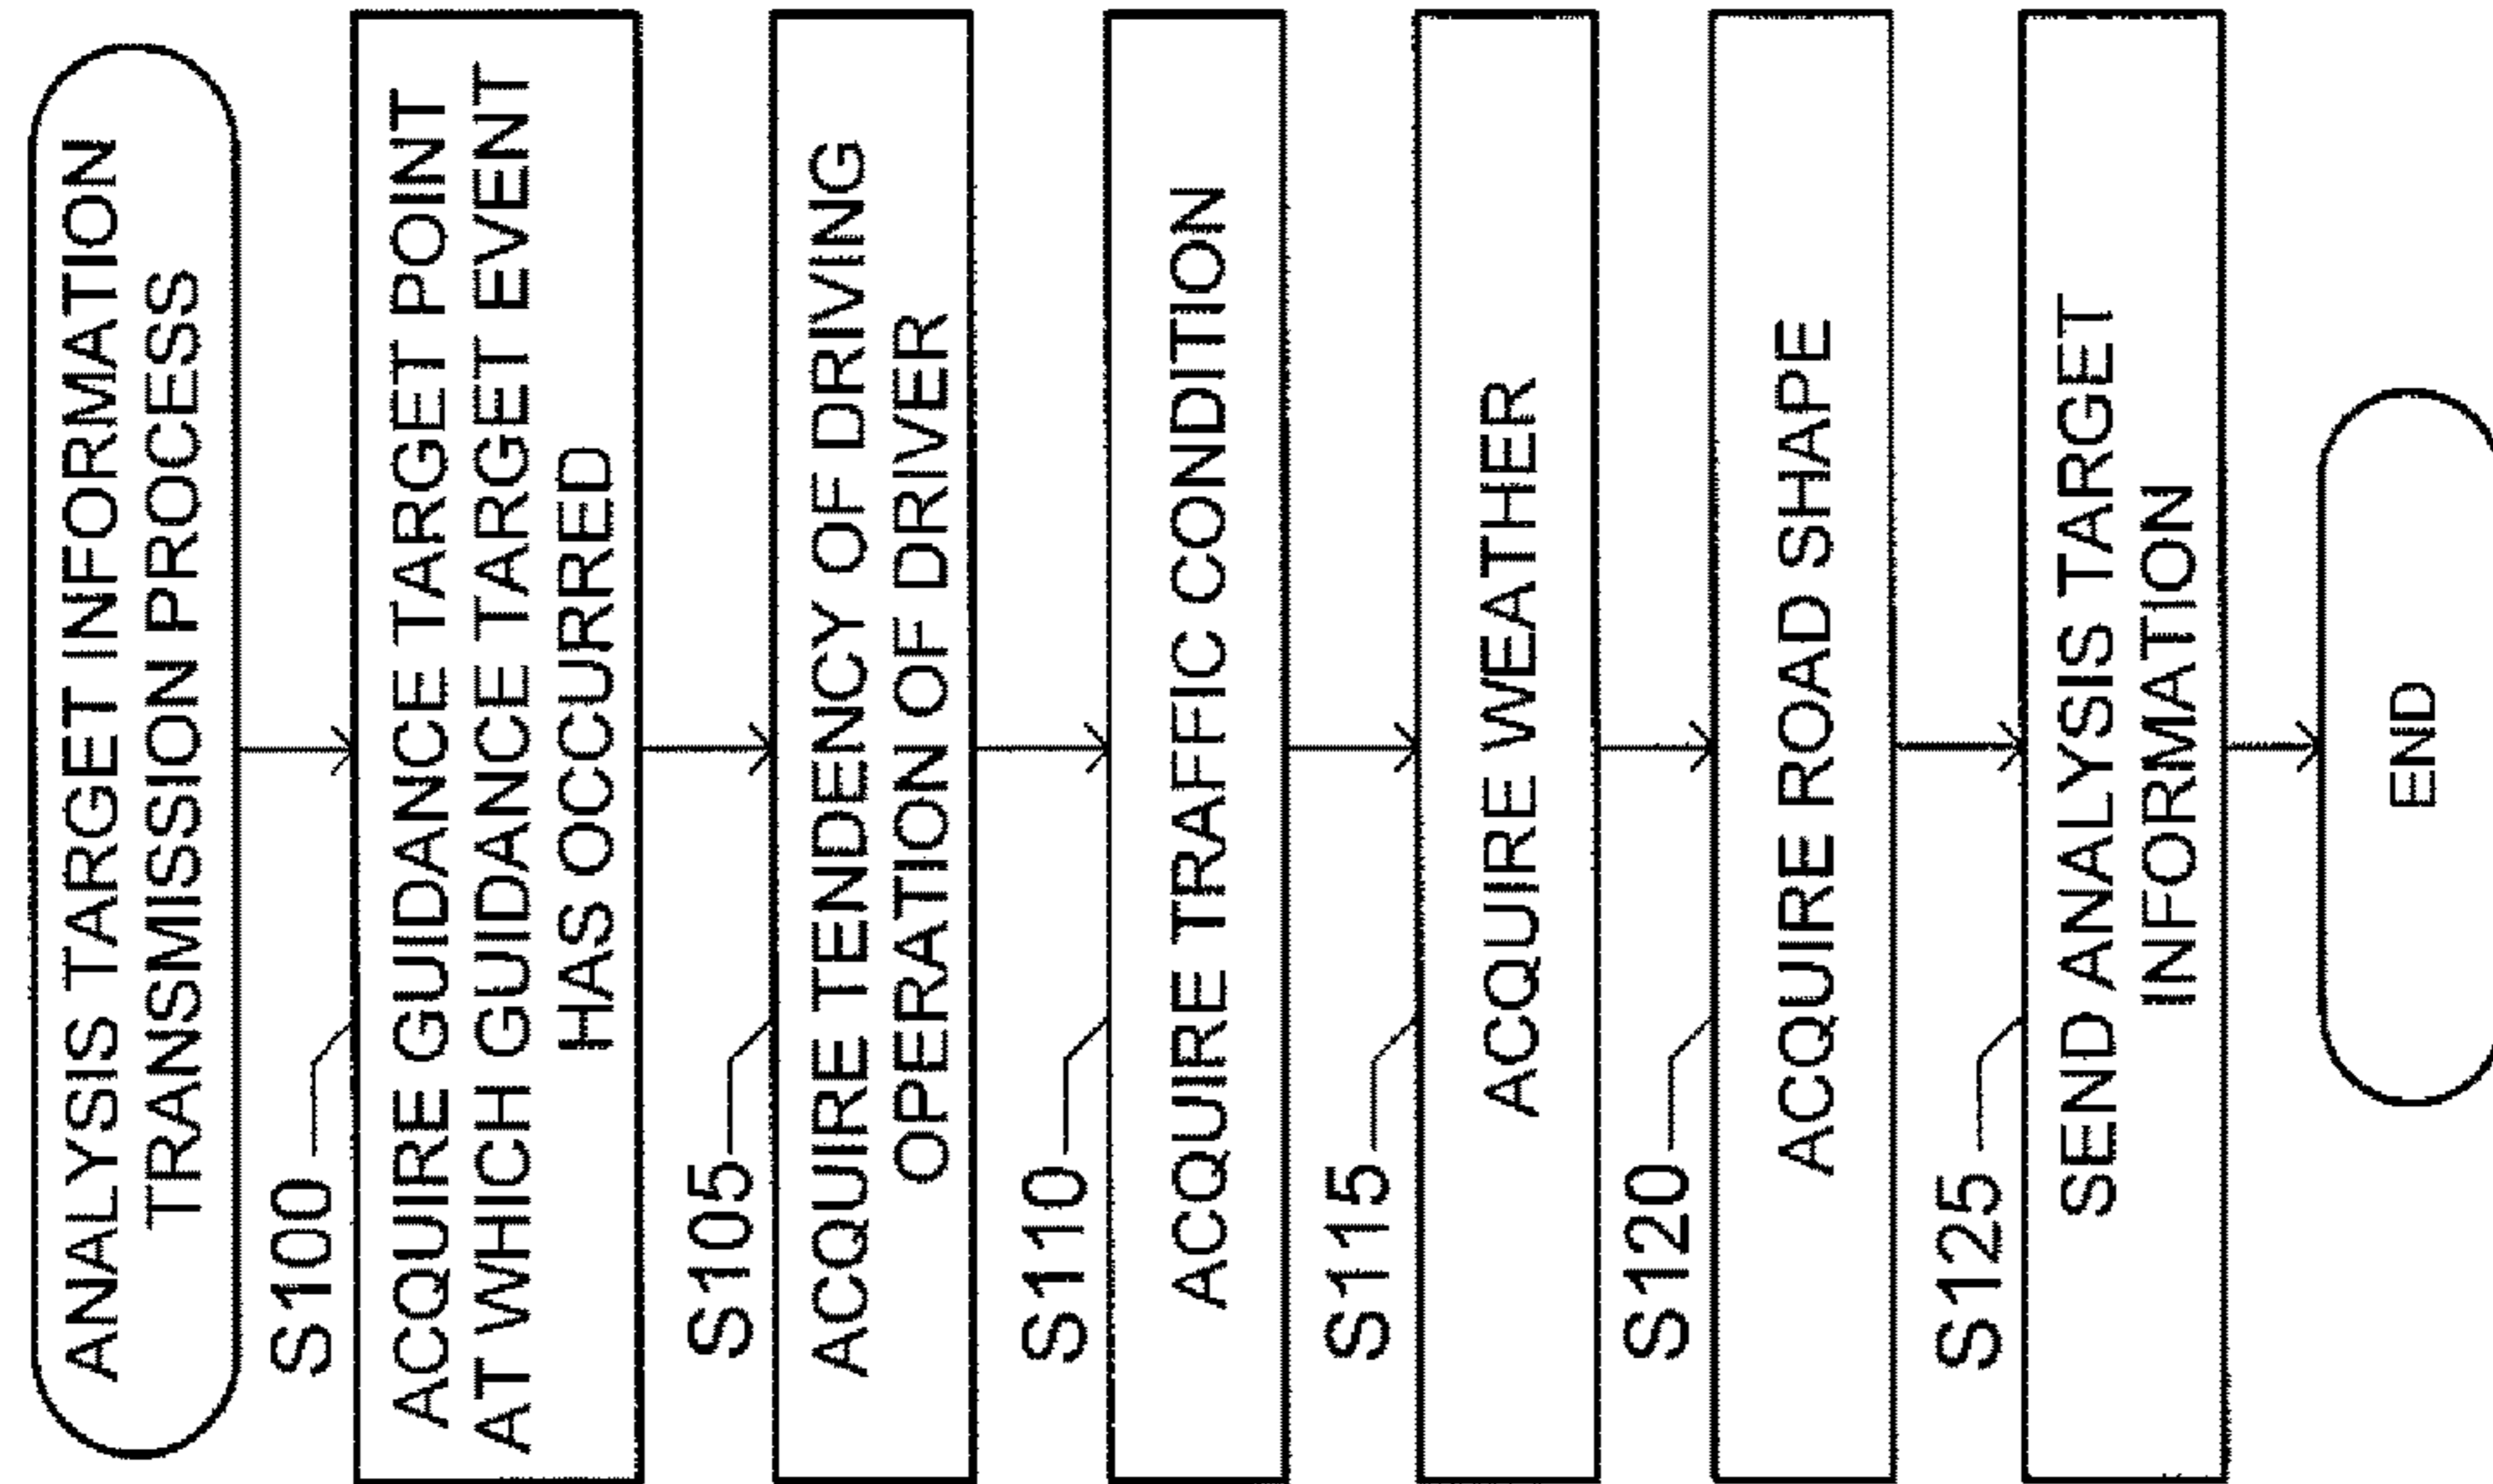 ANALYSIS TARGET INFORMATION
TRANSMISSION PROCESS
S100
ACQUIRE GUIDANCE TARGET POINT
AT WHICH GUIDANCE TARGET EVENT
HAS OCCURRED
S105
ACQUIRE TENDENCY OF DRIVING
OPERATION OF DRIVER
S110
ACQUIRE TRAFFIC CONDITION
S115
ACQUIRE WEATHER
S120
ACQUIRE ROAD SHAPE
S125
SEND ANALYSIS TARGET
INFORMATION
END